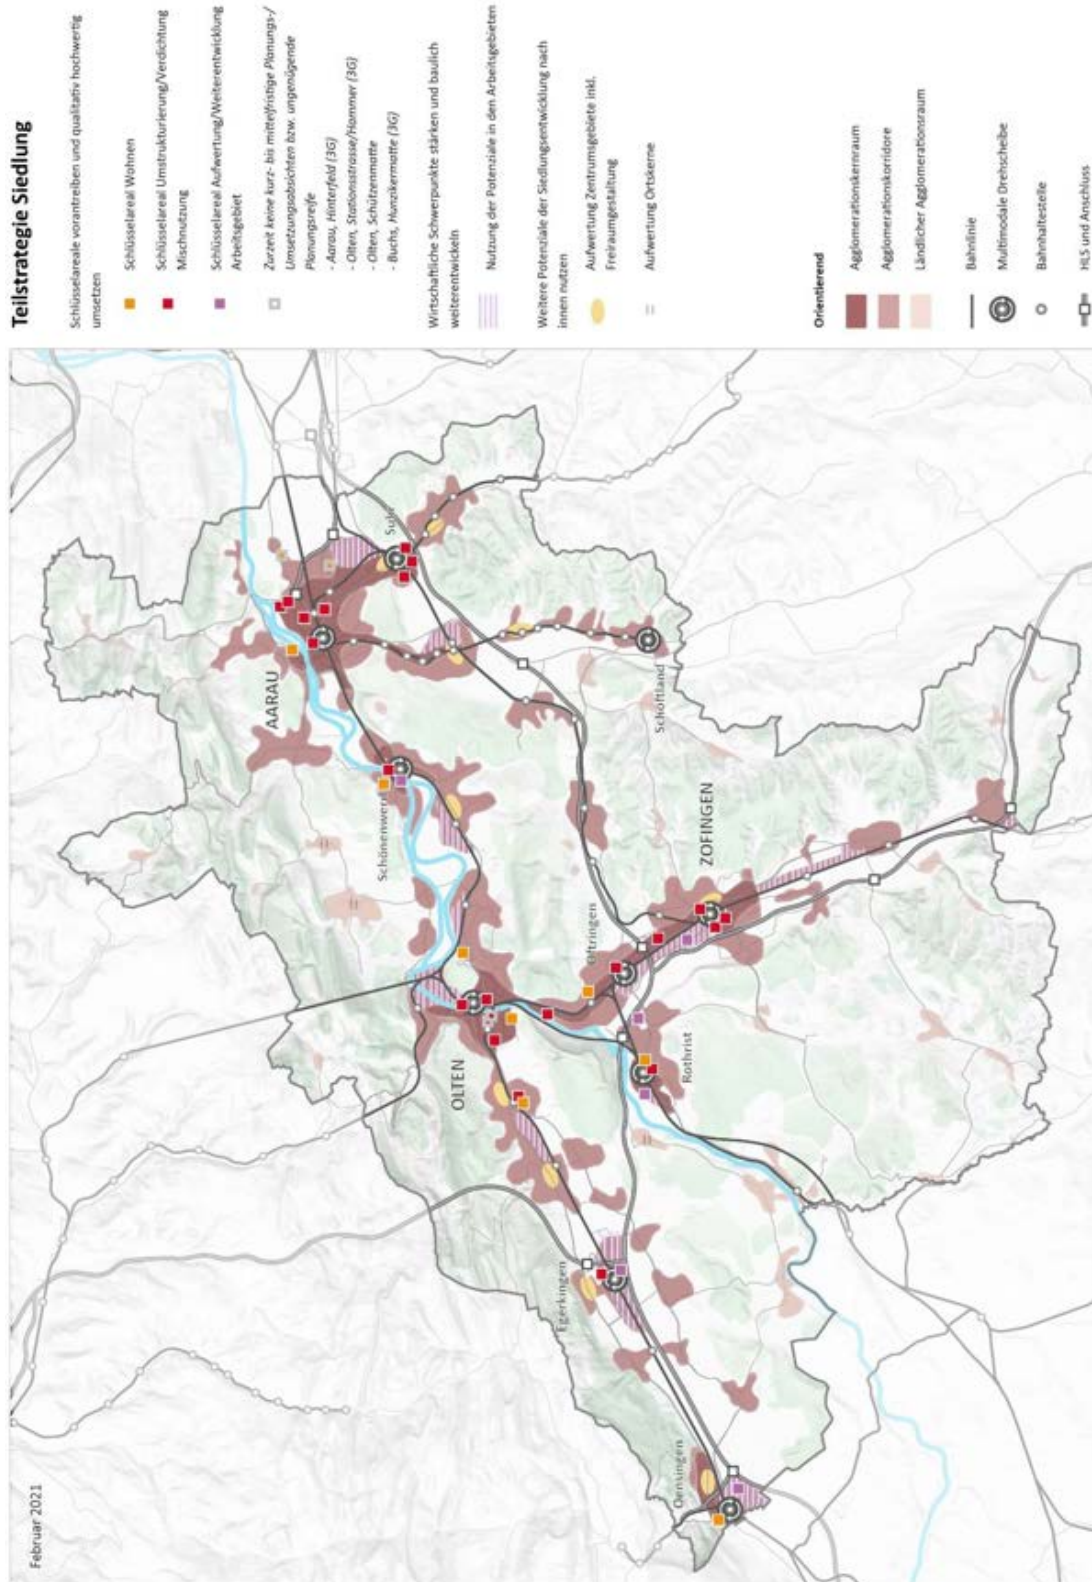 Teilstrategie Siedlung
Schlüsselareale vorantreiben und qualitativ hochwertig
umsetzen
Schlüsselareal Wohnen
Schlüsselareal Umstrukturierung/Verdichtung
Mischnutzung
Schlüsselareal Aufwertung/Weiterentwicklung
Arbeitsgebiet
Zurzeit keine kurz- bis mittelfristige Planungs-/
Umsetzungsabsichten bzw. ungenügende
Planungsreife
- Aarau, Hinterfeld (3G)
- Olten, Stationsstrasse/Hammer (3G)
- Olten, Schützenmatte
- Buchs, Hunzikermatte (3G)
Wirtschaftliche Schwerpunkte stärken und baulich
weiterentwickeln
Nutzung der Potenziale in den Arbeitsgebieten
Weitere Potenziale der Siedlungsentwicklung nach
innen nutzen
Aufwertung Zentrumsgebiete inkl.
Freiraumgestaltung
Aufwertung Ortskerne
Orientierend
Agglomerationskernraum
Agglomerationskorridore
Ländlicher Agglomerationsraum
Bahnlinie
Multimodale Drehscheibe
Bahnhaltestelle
HLS und Anschluss
Februar 2021
AARAU
Suhr
Schönenwerd
Schöftland
OLTEN
Oftringen
ZOFINGEN
Rothrist
Egerkingen
Oensingen